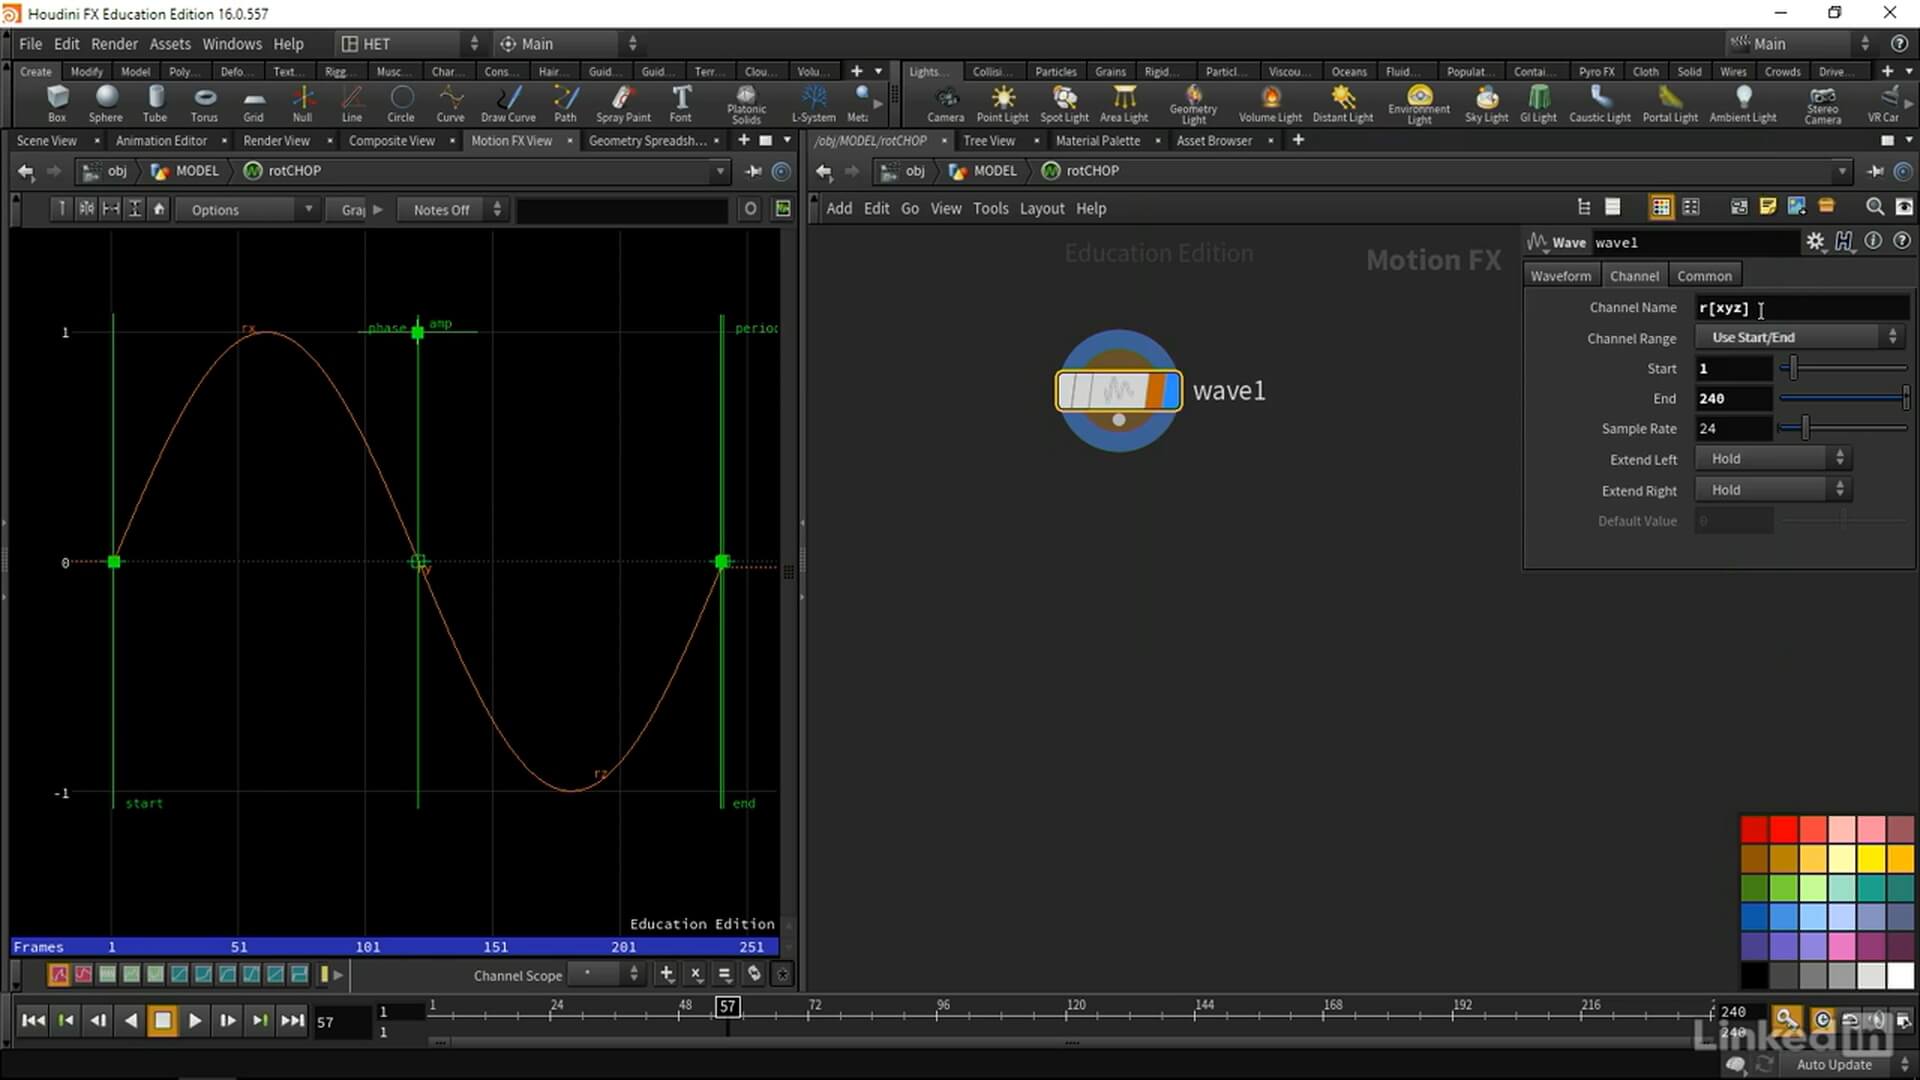 Houdini FX Education Edition 16.0.557
File Edit Render Assets Windows Help HET Main Main
Create Modify Model Poly... Defo... Text... Rigg... Musc... Char... Cons... Hair... Guid... Guid... Terr... Clou... Volu...
Lights... Collisi... Particles Grains Rigid... Particl... Viscou... Oceans Fluid... Populat... Contai... Pyro FX Cloth Solid Wires Crowds Drive...
Box Sphere Tube Torus Grid Null Line Circle Curve Draw Curve Path Spray Paint Font Platonic Solids L-System Meta
Camera Point Light Spot Light Area Light Geometry Light Volume Light Distant Light Environment Light Sky Light GI Light Caustic Light Portal Light Ambient Light Stereo Camera VR Car
Scene View Animation Editor Render View Composite View Motion FX View Geometry Spreadsh...
/obj/MODEL/rotCHOP Tree View Material Palette Asset Browser
obj MODEL rotCHOP
obj MODEL rotCHOP
Options Gra Notes Off
Add Edit Go View Tools Layout Help
Education Edition
Motion FX
Wave wave1
Waveform Channel Common
Channel Name r[xyz]
Channel Range Use Start/End
Start 1
End 240
Sample Rate 24
Extend Left Hold
Extend Right Hold
Default Value 0
wave1
1 rx phase amp period
0 ry
rz
-1
start end
Education Edition
Frames 1 51 101 151 201 251
Channel Scope *
57 1 1 24 48 57 72 96 120 144 168 192 216 2 240
1 240
LinkedIn
Auto Update